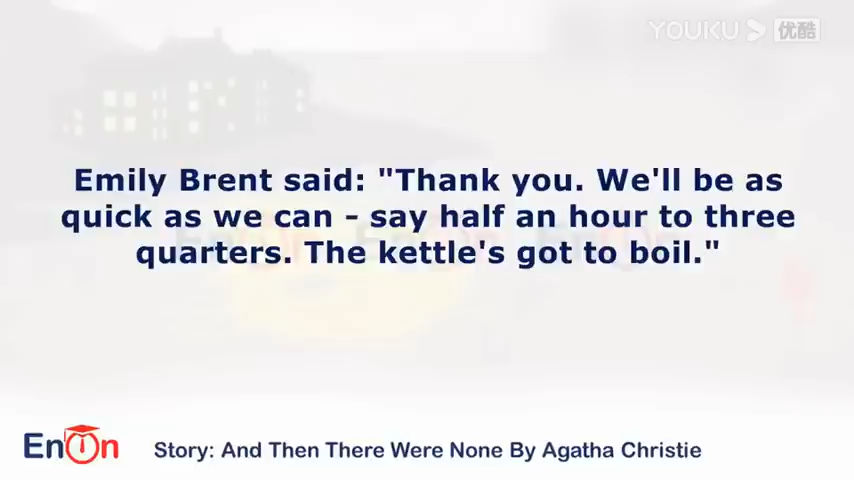 YOUKU 优酷
Emily Brent said: "Thank you. We'll be as
quick as we can - say half an hour to three
quarters. The kettle's got to boil."
EnOn
Story: And Then There Were None By Agatha Christie